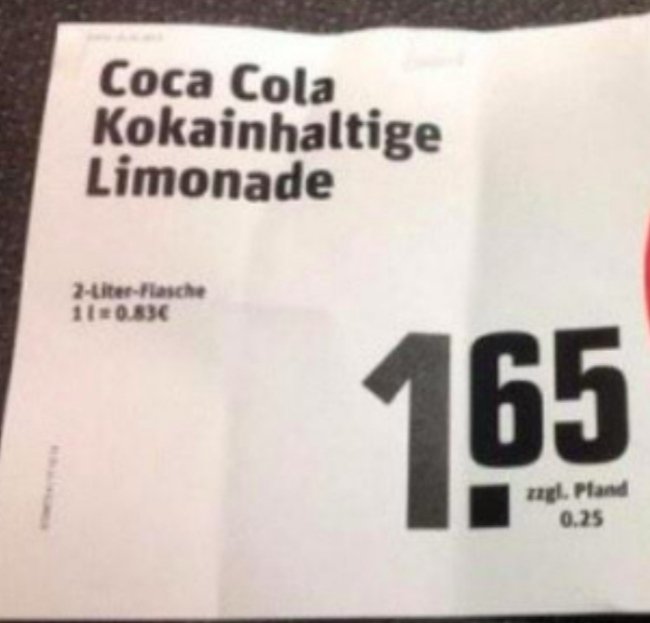 Coca Cola
Kokainhaltige
Limonade
2-Liter-Flasche
1 l = 0.83€
1.65
zzgl. Pfand
0.25